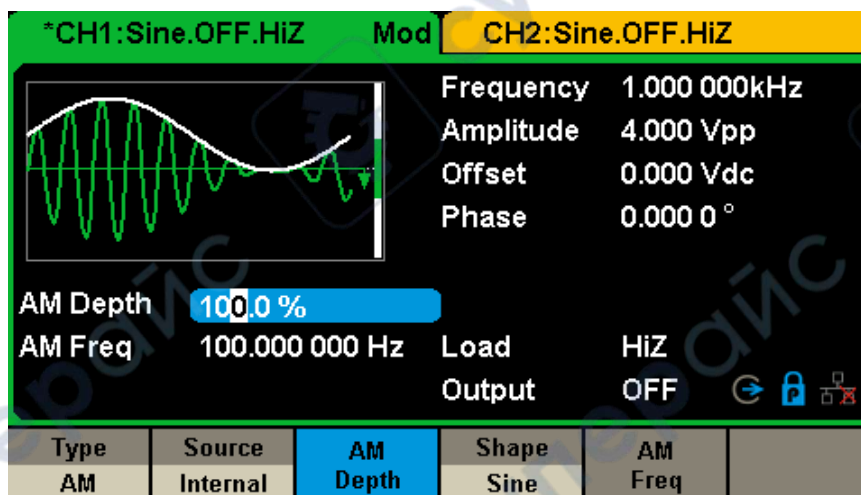 *CH1:Sine.OFF.HiZ Mod
CH2:Sine.OFF.HiZ
Frequency 1.000 000kHz
Amplitude 4.000 Vpp
Offset 0.000 Vdc
Phase 0.000 0 °
AM Depth 100.0 %
AM Freq 100.000 000 Hz
Load HiZ
Output OFF
P
Type Source AM Shape AM
AM Internal Depth Sine Freq